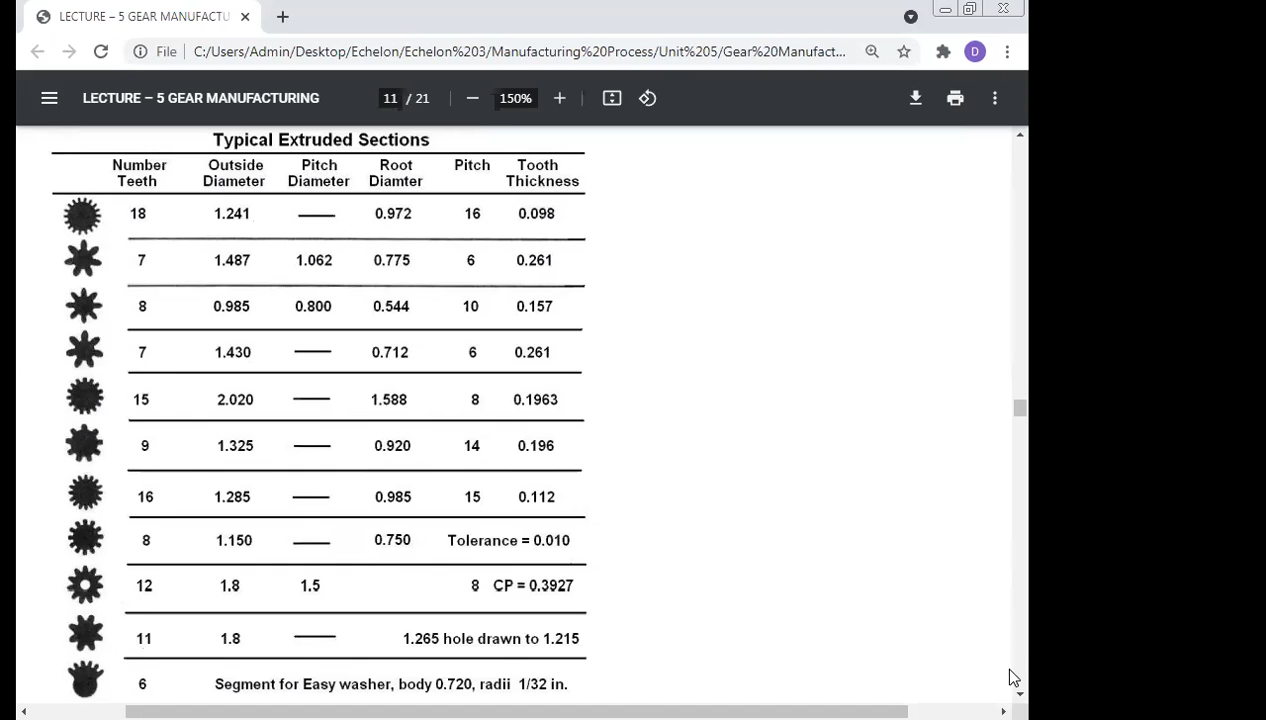 LECTURE – 5 GEAR MANUFACTU
File C:/Users/Admin/Desktop/Echelon/Echelon%203/Manufacturing%20Process/Unit%205/Gear%20Manufact... D
LECTURE – 5 GEAR MANUFACTURING 11 / 21 — 150% +
Typical Extruded Sections
Number Outside Pitch Root Pitch Tooth
Teeth Diameter Diameter Diamter Thickness
18 1.241 — 0.972 16 0.098
7 1.487 1.062 0.775 6 0.261
8 0.985 0.800 0.544 10 0.157
7 1.430 — 0.712 6 0.261
15 2.020 — 1.588 8 0.1963
9 1.325 — 0.920 14 0.196
16 1.285 — 0.985 15 0.112
8 1.150 — 0.750 Tolerance = 0.010
12 1.8 1.5 8 CP = 0.3927
11 1.8 — 1.265 hole drawn to 1.215
6 Segment for Easy washer, body 0.720, radii 1/32 in.